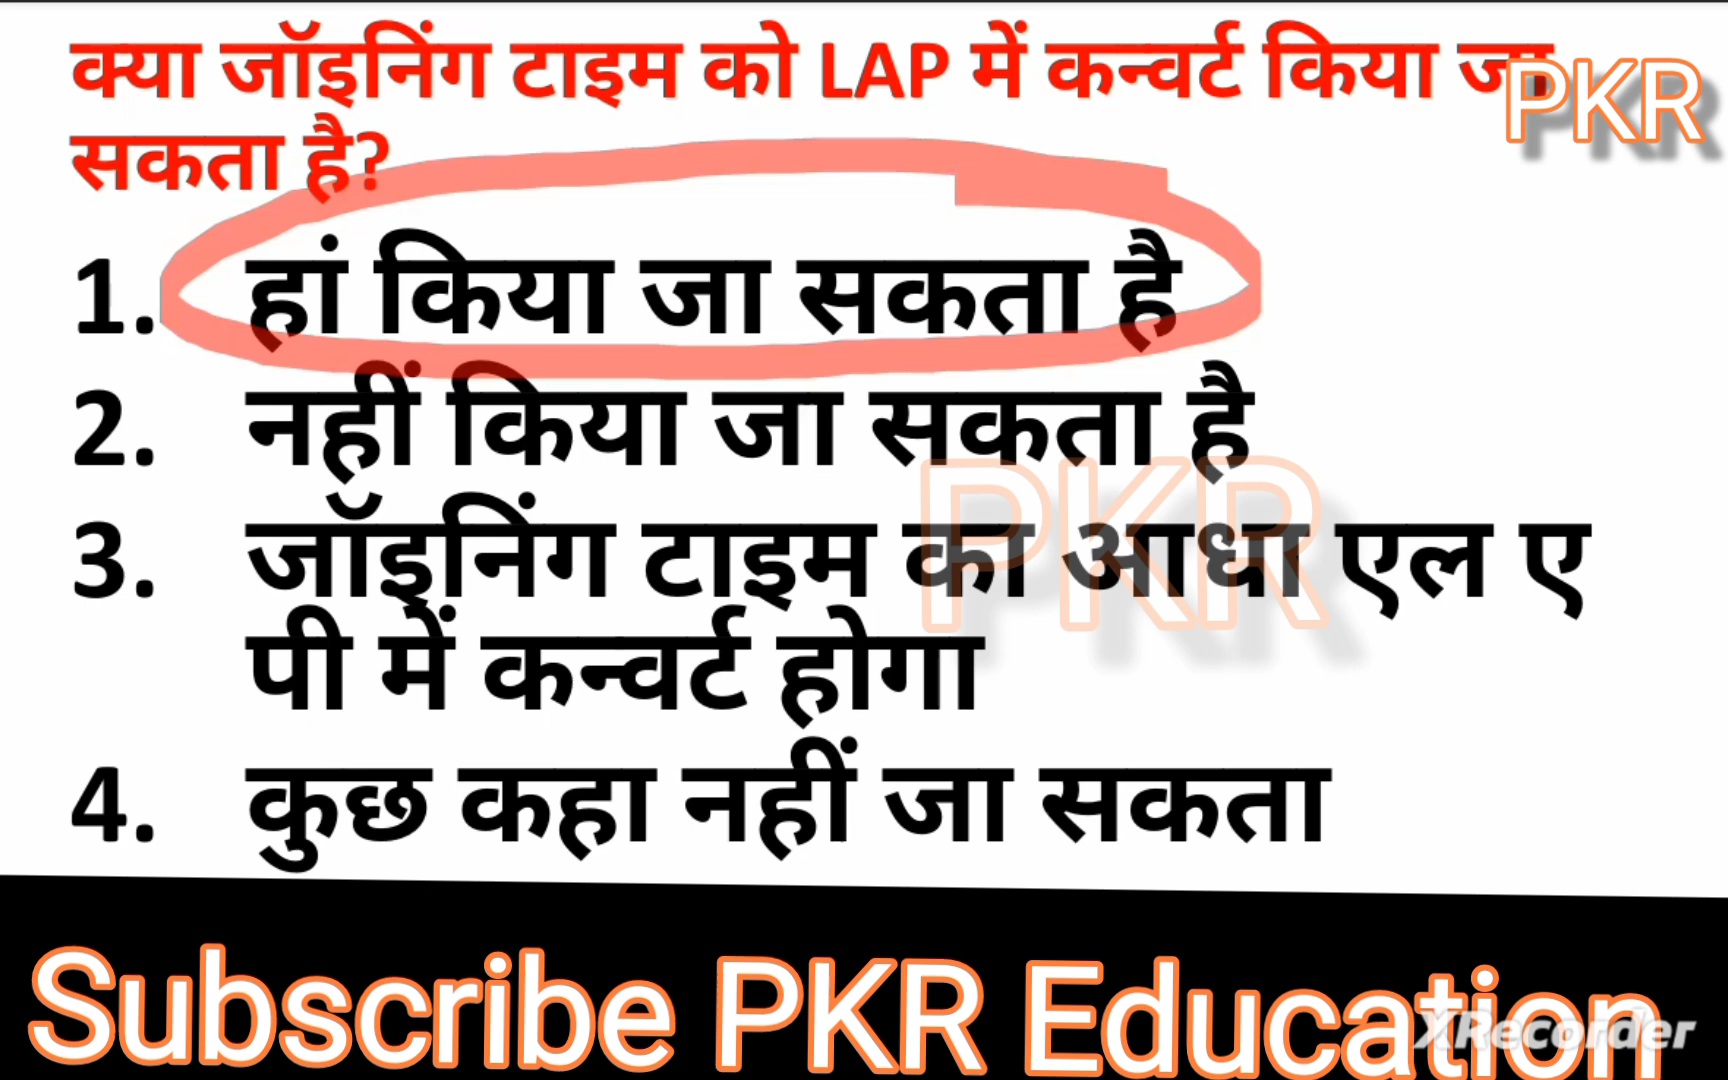 क्या जॉइनिंग टाइम को LAP में कन्वर्ट किया जा
PKR
सकता है?
1. हां किया जा सकता है
2. नहीं किया जा सकता है
3. जॉइनिंग टाइम का आधा एल ए
पी में कन्वर्ट होगा
PKR
4. कुछ कहा नहीं जा सकता
Subscribe PKR Education
XRecorder